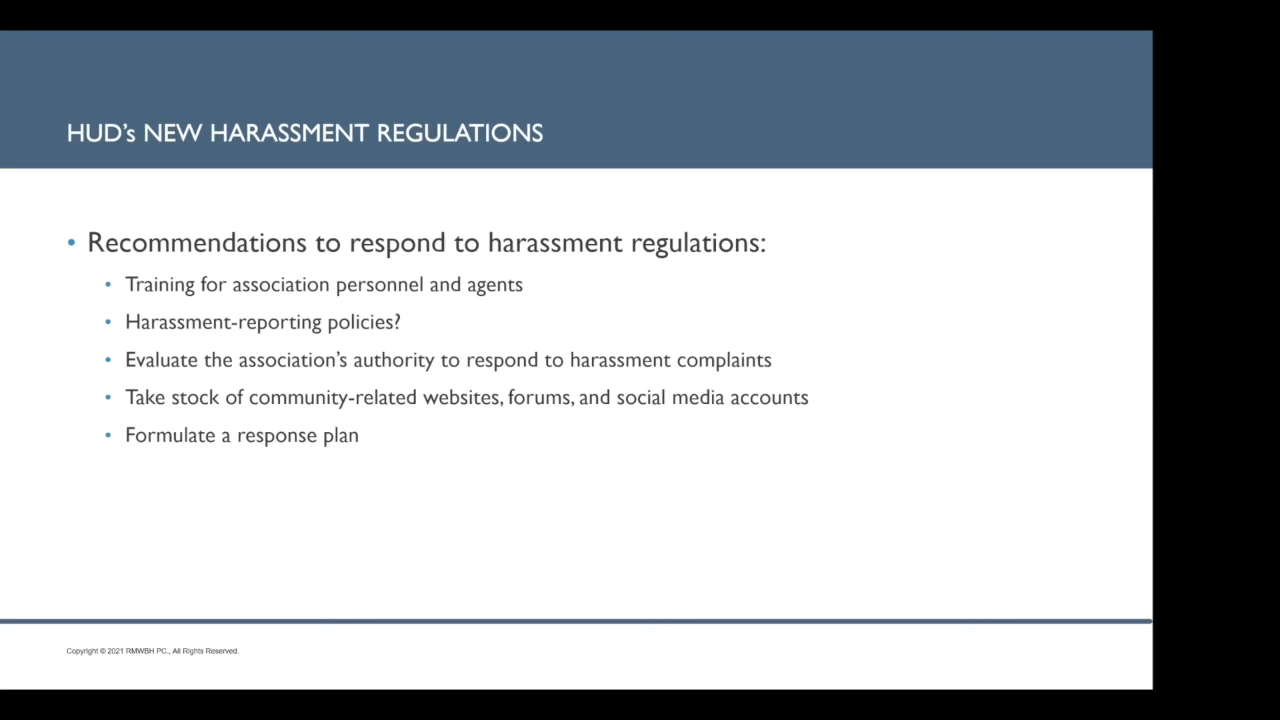 HUD's NEW HARASSMENT REGULATIONS
• Recommendations to respond to harassment regulations:
• Training for association personnel and agents
• Harassment-reporting policies?
• Evaluate the association's authority to respond to harassment complaints
• Take stock of community-related websites, forums, and social media accounts
• Formulate a response plan
Copyright © 2021 RMWBH PC., All Rights Reserved.